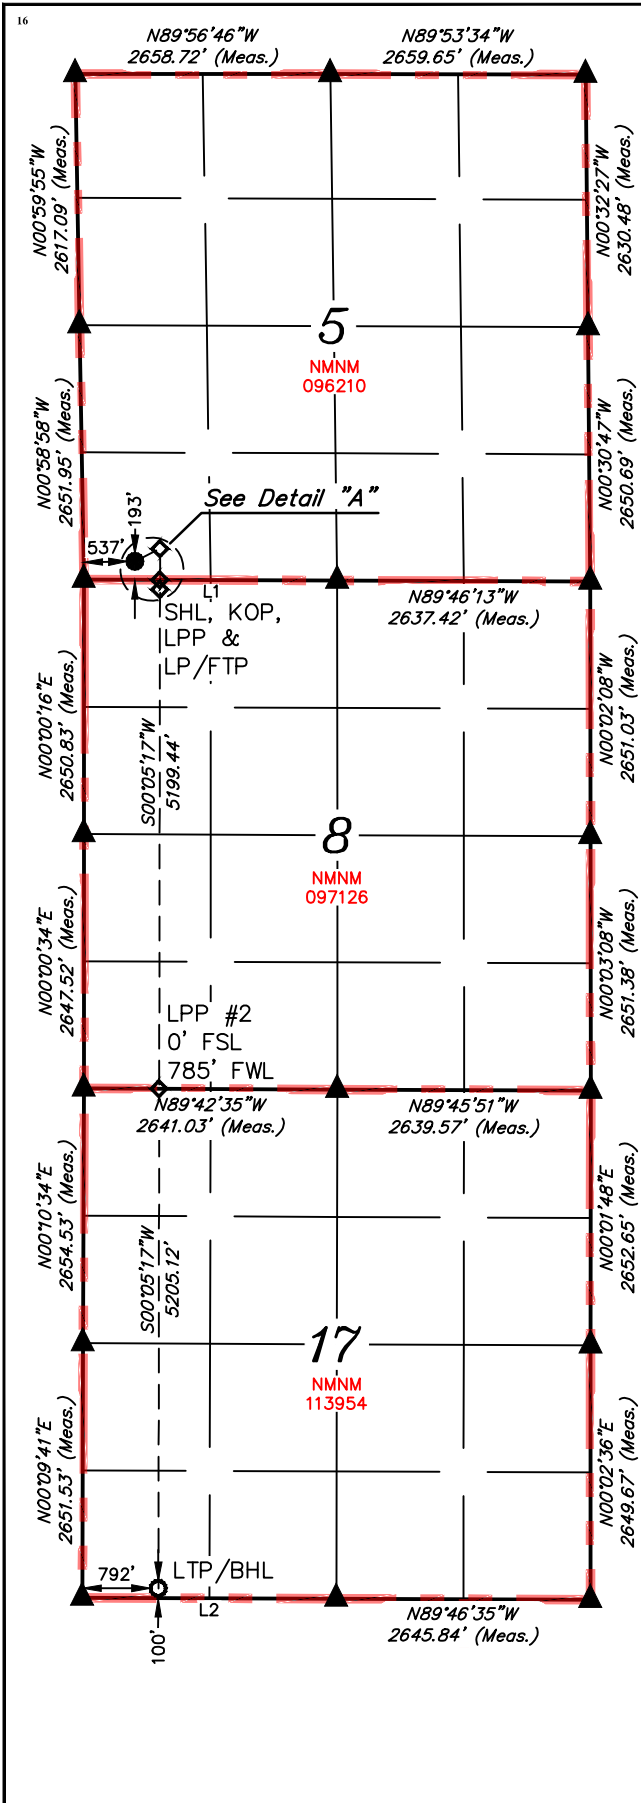 16
N89°56'46"W
2658.72' (Meas.)
N89°53'34"W
2659.65' (Meas.)
N00°59'55"W
2617.09' (Meas.)
N00°32'27"W
2630.48' (Meas.)
5
NMNM
096210
N00°58'58"W
2651.95' (Meas.)
N00°30'47"W
2650.69' (Meas.)
See Detail "A"
193'
537'
L1
N89°46'13"W
2637.42' (Meas.)
SHL, KOP,
LPP &
LP/FTP
N00°00'16"E
2650.83' (Meas.)
S00°05'17"W
5199.44'
N00°02'08"W
2651.03' (Meas.)
8
NMNM
097126
N00°00'34"E
2647.52' (Meas.)
N00°03'08"W
2651.38' (Meas.)
LPP #2
0' FSL
785' FWL
N89°42'35"W
2641.03' (Meas.)
N89°45'51"W
2639.57' (Meas.)
N00°10'34"E
2654.53' (Meas.)
S00°05'17"W
5205.12'
N00°01'48"E
2652.65' (Meas.)
17
NMNM
113954
N00°09'41"E
2651.53' (Meas.)
N00°02'36"E
2649.67' (Meas.)
792'
LTP/BHL
L2
100'
N89°46'35"W
2645.84' (Meas.)